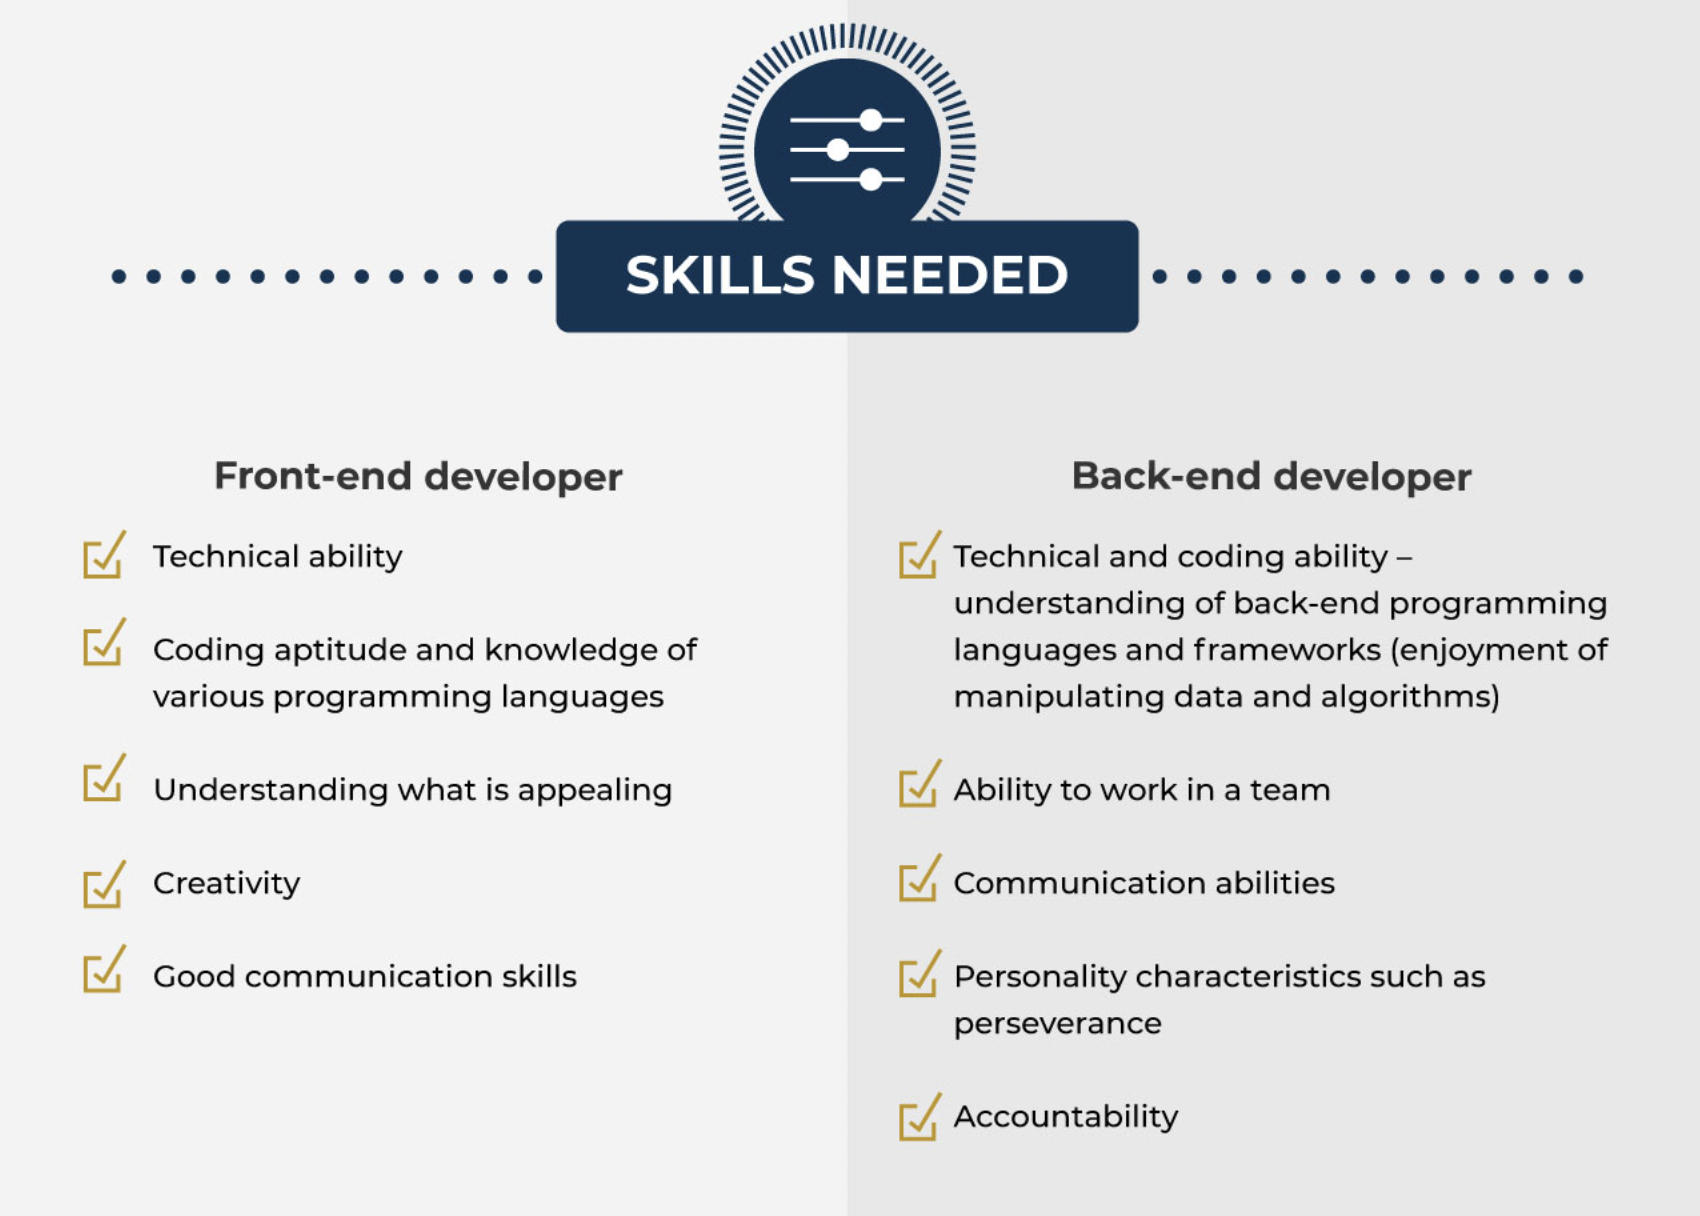 SKILLS NEEDED
Front-end developer
Technical ability
Coding aptitude and knowledge of
various programming languages
Understanding what is appealing
Creativity
Good communication skills
Back-end developer
Technical and coding ability –
understanding of back-end programming
languages and frameworks (enjoyment of
manipulating data and algorithms)
Ability to work in a team
Communication abilities
Personality characteristics such as
perseverance
Accountability